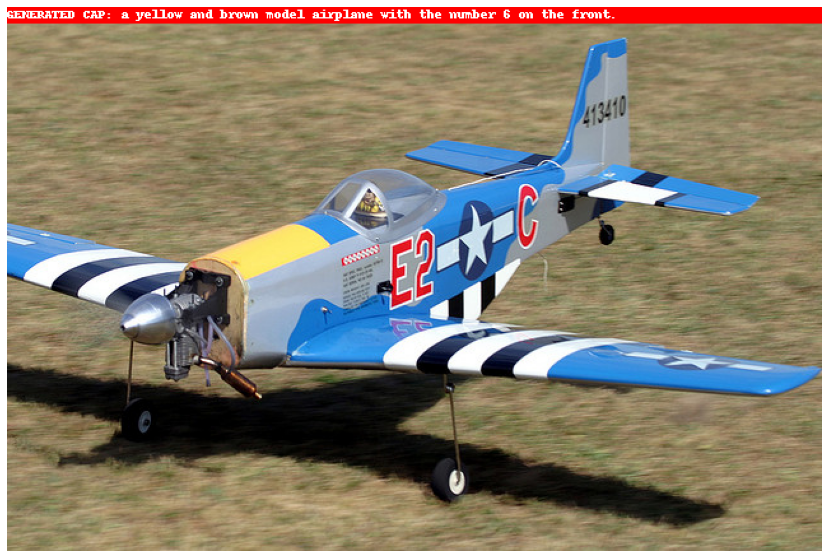 GENERATED CAP: a yellow and brown model airplane with the number 6 on the front.
413410
E2 C